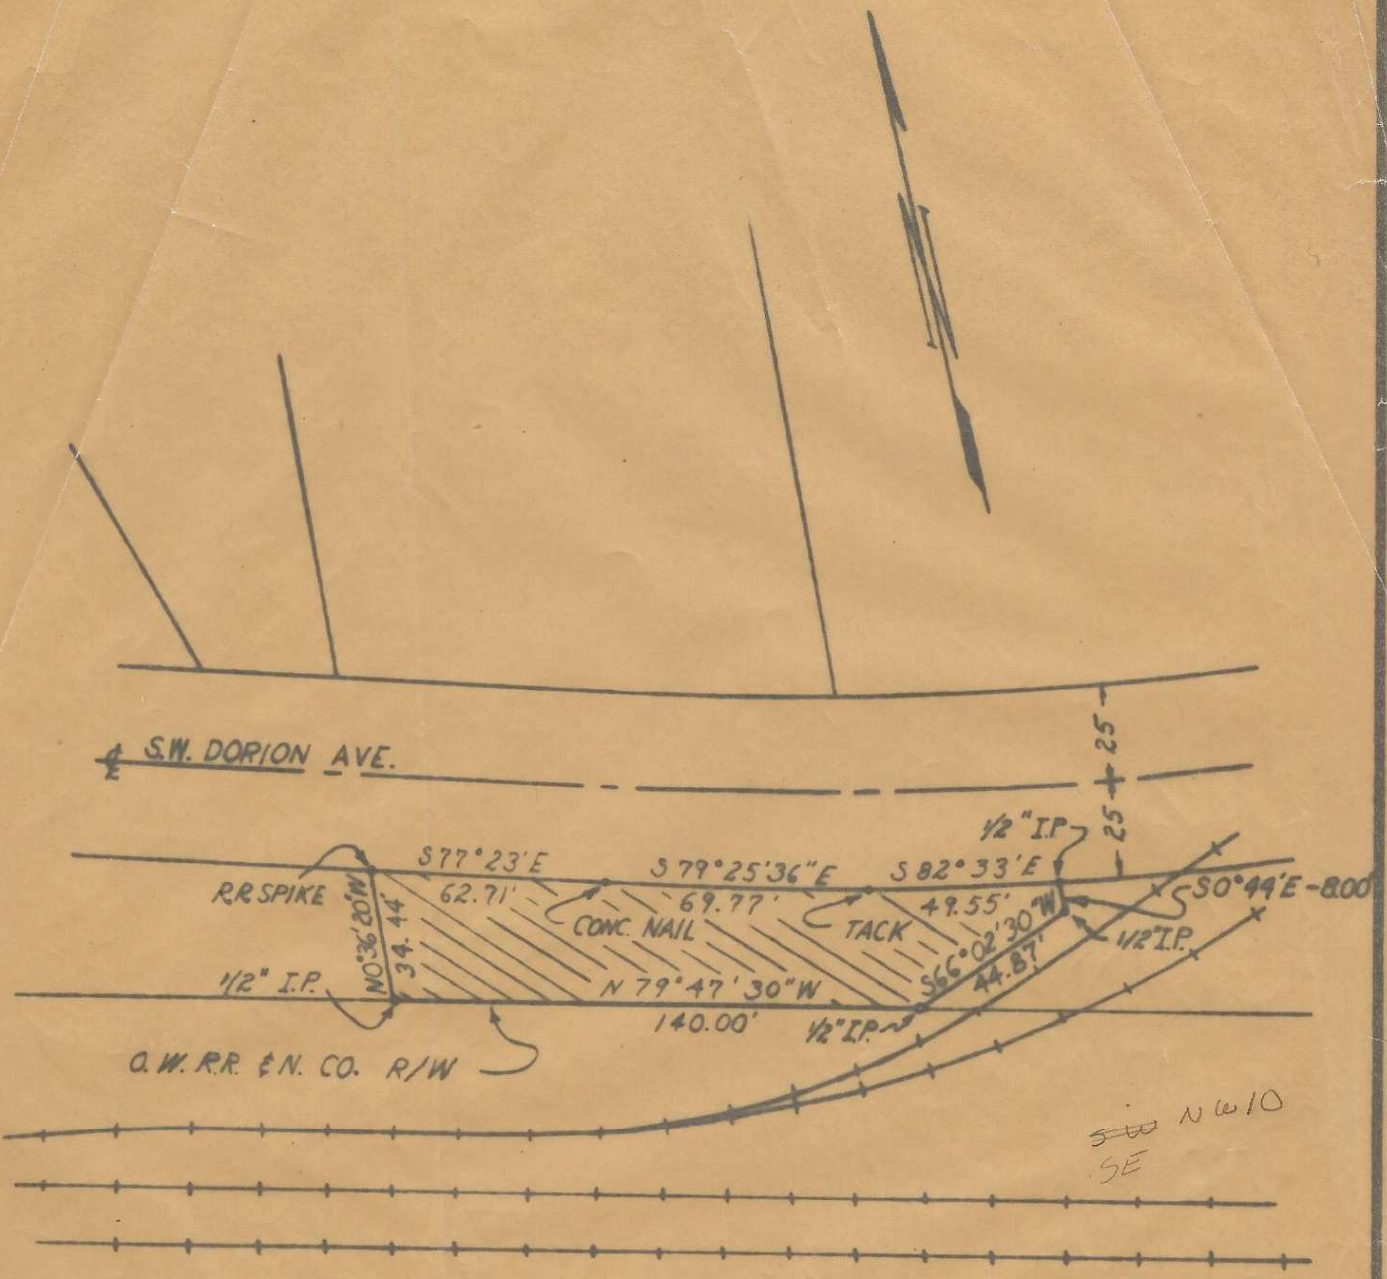 N
25
25
℄ S.W. DORION AVE.
1/2" I.P.
S77°23'E
62.71'
S79°25'36"E
69.77'
S82°33'E
49.55'
S0°44'E-8.00'
R.R SPIKE
N0°36'20"W
34.44'
CONC. NAIL
TACK
S66°02'30"W
44.87'
1/2" I.P.
1/2" I.P.
N79°47'30"W
140.00'
1/2" I.P.
O.W.R.R. & N. CO. R/W
SW NW10
SE